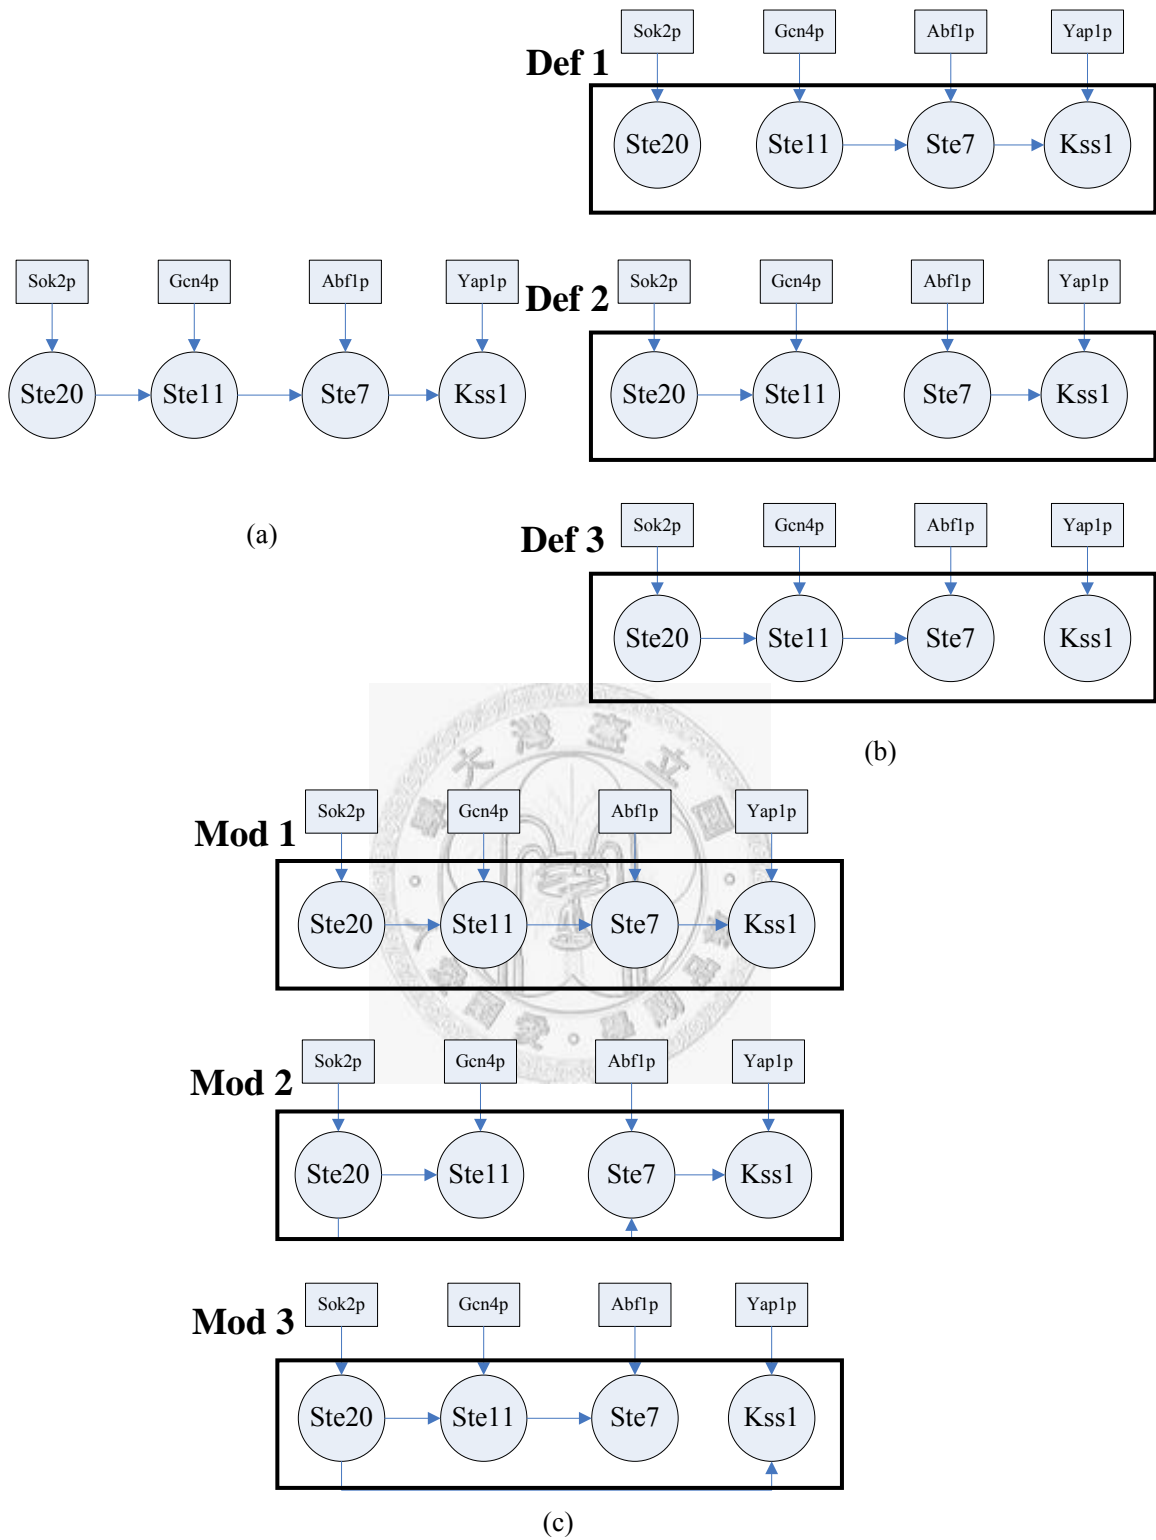 Sok2p Gcn4p Abf1p Yap1p
Def 1
Ste20 Ste11 Ste7 Kss1
Sok2p Gcn4p Abf1p Yap1p
Ste20 Ste11 Ste7 Kss1
(a)
Sok2p Gcn4p Abf1p Yap1p
Def 2
Ste20 Ste11 Ste7 Kss1
Sok2p Gcn4p Abf1p Yap1p
Def 3
Ste20 Ste11 Ste7 Kss1
(b)
Sok2p Gcn4p Abf1p Yap1p
Mod 1
Ste20 Ste11 Ste7 Kss1
Sok2p Gcn4p Abf1p Yap1p
Mod 2
Ste20 Ste11 Ste7 Kss1
Sok2p Gcn4p Abf1p Yap1p
Mod 3
Ste20 Ste11 Ste7 Kss1
(c)